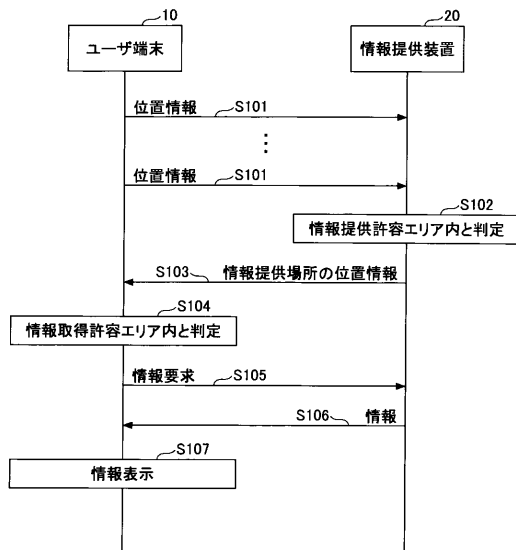 10
ユーザ端末
20
情報提供装置
位置情報
S101
位置情報
S101
S102
情報提供許容エリア内と判定
S103
情報提供場所の位置情報
S104
情報取得許容エリア内と判定
情報要求
S105
S106
情報
S107
情報表示